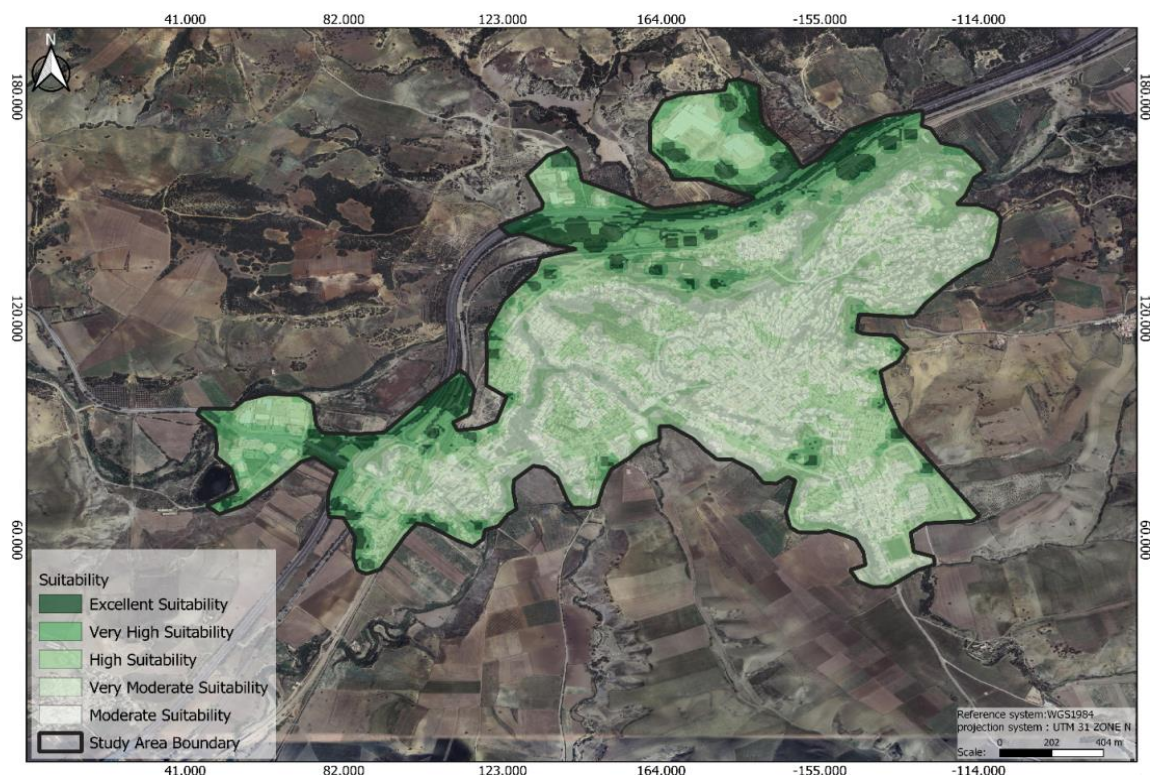 41.000 82.000 123.000 164.000 -155.000 -114.000
N
180.000 180.000
120.000 120.000
60.000 60.000
Suitability
Excellent Suitability
Very High Suitability
High Suitability
Very Moderate Suitability
Moderate Suitability
Study Area Boundary
Reference system:WGS1984
projection system : UTM 31 ZONE N
Scale: 0 202 404 m
41.000 82.000 123.000 164.000 -155.000 -114.000